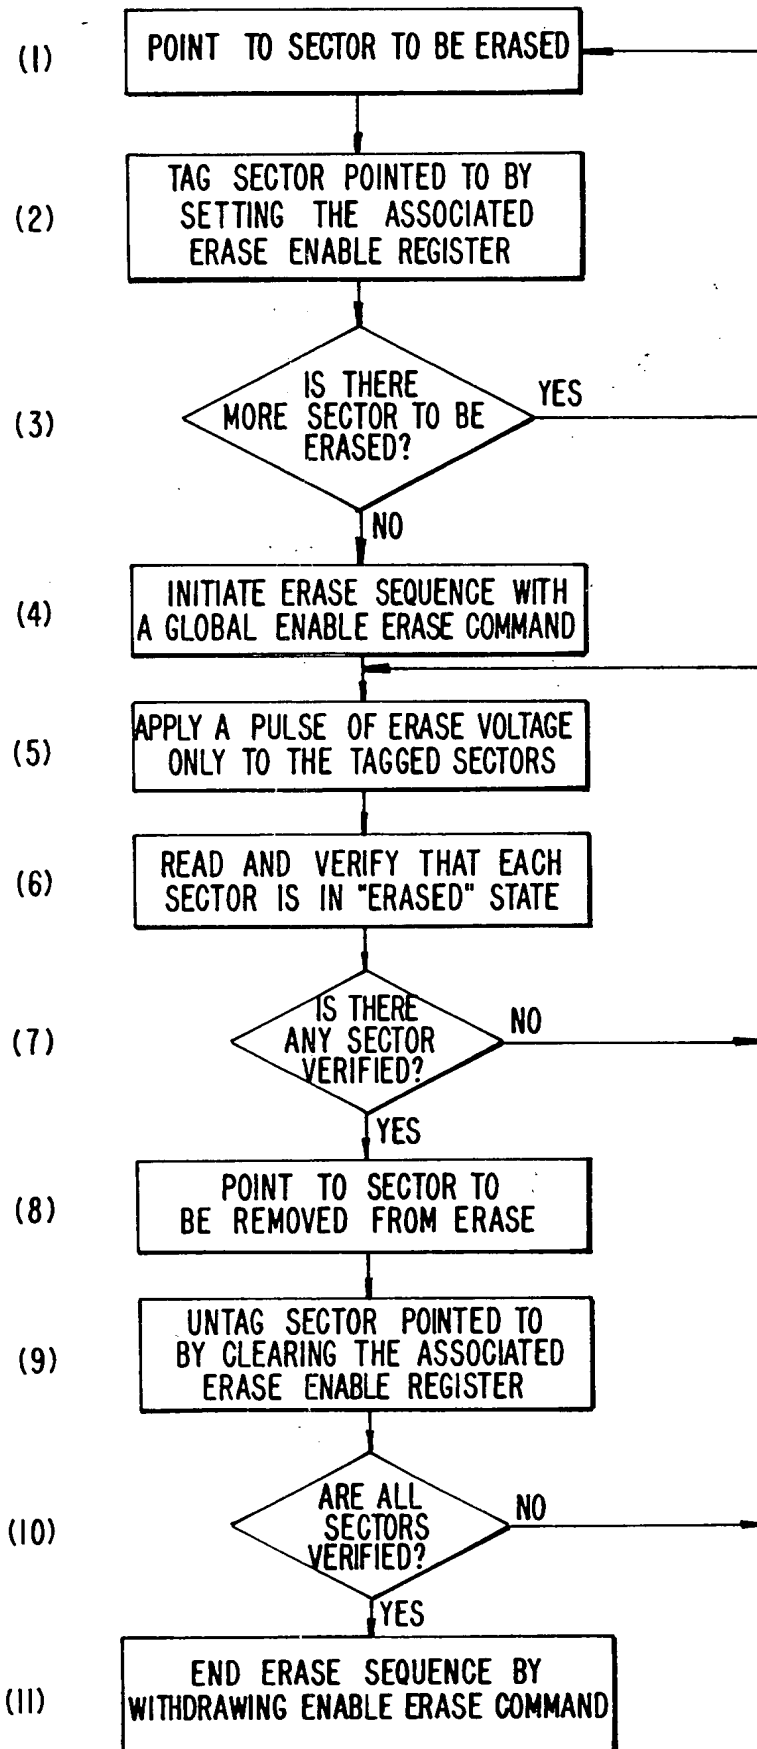 (1)
POINT TO SECTOR TO BE ERASED
(2)
TAG SECTOR POINTED TO BY
SETTING THE ASSOCIATED
ERASE ENABLE REGISTER
(3)
IS THERE
MORE SECTOR TO BE
ERASED?
YES
NO
(4)
INITIATE ERASE SEQUENCE WITH
A GLOBAL ENABLE ERASE COMMAND
(5)
APPLY A PULSE OF ERASE VOLTAGE
ONLY TO THE TAGGED SECTORS
(6)
READ AND VERIFY THAT EACH
SECTOR IS IN "ERASED" STATE
(7)
IS THERE
ANY SECTOR
VERIFIED?
NO
YES
(8)
POINT TO SECTOR TO
BE REMOVED FROM ERASE
(9)
UNTAG SECTOR POINTED TO
BY CLEARING THE ASSOCIATED
ERASE ENABLE REGISTER
(10)
ARE ALL
SECTORS
VERIFIED?
NO
YES
(11)
END ERASE SEQUENCE BY
WITHDRAWING ENABLE ERASE COMMAND